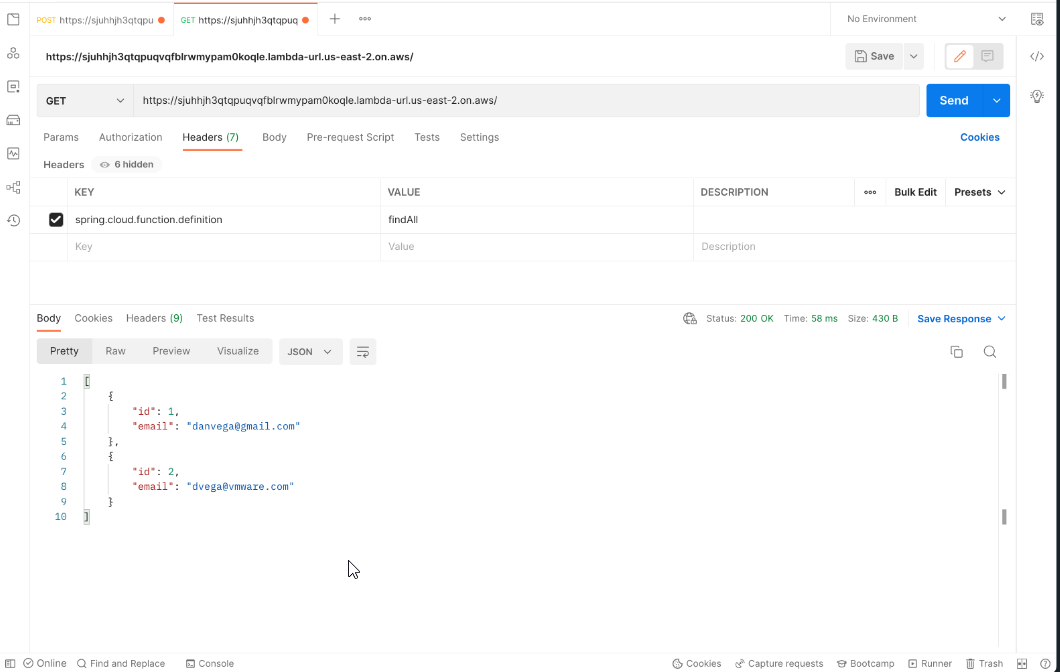 POST https://sjuhhjh3qtqpu GET https://sjuhhjh3qtqpuq No Environment
https://sjuhhjh3qtqpuqvqfblrwmypam0koqle.lambda-url.us-east-2.on.aws/ Save
GET https://sjuhhjh3qtqpuqvqfblrwmypam0koqle.lambda-url.us-east-2.on.aws/ Send
Params Authorization Headers (7) Body Pre-request Script Tests Settings Cookies
Headers 6 hidden
KEY VALUE DESCRIPTION Bulk Edit Presets
spring.cloud.function.definition findAll
Key Value Description
Body Cookies Headers (9) Test Results Status: 200 OK Time: 58 ms Size: 430 B Save Response
Pretty Raw Preview Visualize JSON
1 [
2 {
3 "id": 1,
4 "email": "danvega@gmail.com"
5 },
6 {
7 "id": 2,
8 "email": "dvega@vmware.com"
9 }
10 ]
Online Find and Replace Console Cookies Capture requests Bootcamp Runner Trash